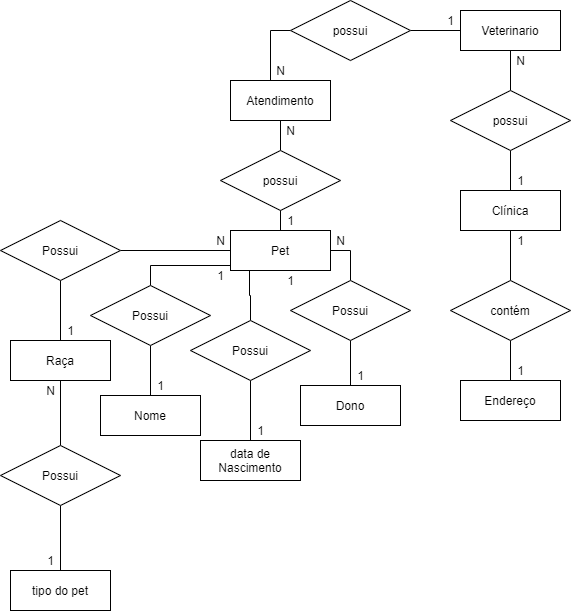 possui
1
Veterinario
N
N
Atendimento
N
possui
possui
1
1
Clínica
1
Possui
N
Pet
N
1
1
1
Possui
Possui
contém
1
Raça
Possui
N
1
1
1
Nome
Dono
Endereço
1
data de
Nascimento
Possui
1
tipo do pet